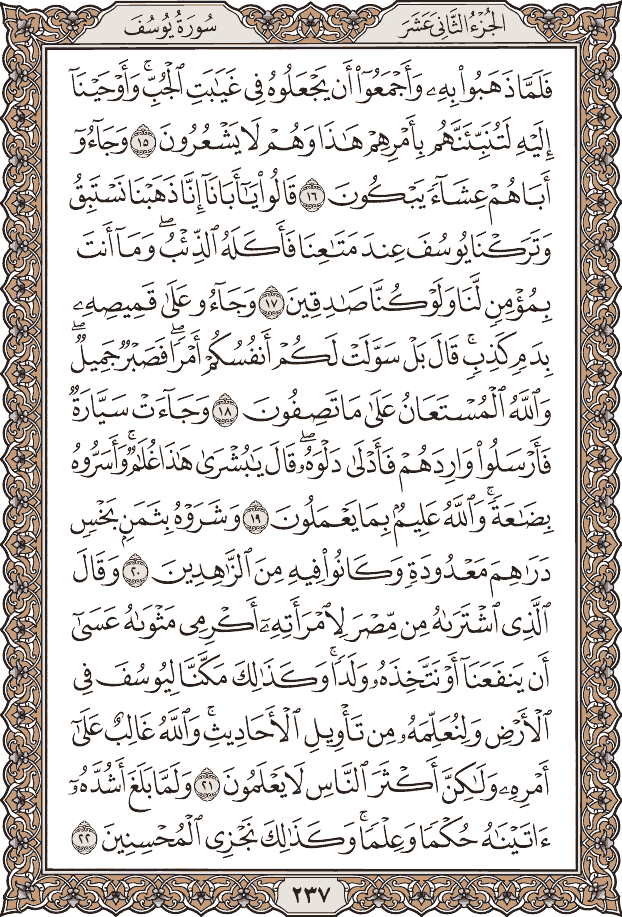 الجُزْءُ الثَّانِي عَشَرَ
سُورَةُ يُوسُفَ
فَلَمَّا ذَهَبُوا۟ بِهِۦ وَأَجْمَعُوٓا۟ أَن يَجْعَلُوهُ فِى غَيَٰبَتِ ٱلْجُبِّ ۚ وَأَوْحَيْنَآ
إِلَيْهِ لَتُنَبِّئَنَّهُم بِأَمْرِهِمْ هَٰذَا وَهُمْ لَا يَشْعُرُونَ ١٥ وَجَآءُوٓ
أَبَاهُمْ عِشَآءً يَبْكُونَ ١٦ قَالُوا۟ يَٰٓأَبَانَآ إِنَّا ذَهَبْنَا نَسْتَبِقُ
وَتَرَكْنَا يُوسُفَ عِندَ مَتَٰعِنَا فَأَكَلَهُ ٱلذِّئْبُ ۖ وَمَآ أَنتَ
بِمُؤْمِنٍ لَّنَا وَلَوْ كُنَّا صَٰدِقِينَ ١٧ وَجَآءُو عَلَىٰ قَمِيصِهِۦ
بِدَمٍ كَذِبٍ ۚ قَالَ بَلْ سَوَّلَتْ لَكُمْ أَنفُسُكُمْ أَمْرًا ۖ فَصَبْرٌ جَمِيلٌ ۖ
وَٱللَّهُ ٱلْمُسْتَعَانُ عَلَىٰ مَا تَصِفُونَ ١٨ وَجَآءَتْ سَيَّارَةٌ
فَأَرْسَلُوا۟ وَارِدَهُمْ فَأَدْلَىٰ دَلْوَهُۥ ۖ قَالَ يَٰبُشْرَىٰ هَٰذَا غُلَٰمٌ ۚ وَأَسَرُّوهُ
بِضَٰعَةً ۚ وَٱللَّهُ عَلِيمٌۢ بِمَا يَعْمَلُونَ ١٩ وَشَرَوْهُ بِثَمَنٍۭ بَخْسٍ
دَرَٰهِمَ مَعْدُودَةٍ وَكَانُوا۟ فِيهِ مِنَ ٱلزَّٰهِدِينَ ٢٠ وَقَالَ
ٱلَّذِى ٱشْتَرَىٰهُ مِن مِّصْرَ لِٱمْرَأَتِهِۦٓ أَكْرِمِى مَثْوَىٰهُ عَسَىٰٓ
أَن يَنفَعَنَآ أَوْ نَتَّخِذَهُۥ وَلَدًا ۚ وَكَذَٰلِكَ مَكَّنَّا لِيُوسُفَ فِى
ٱلْأَرْضِ وَلِنُعَلِّمَهُۥ مِن تَأْوِيلِ ٱلْأَحَادِيثِ ۚ وَٱللَّهُ غَالِبٌ عَلَىٰٓ
أَمْرِهِۦ وَلَٰكِنَّ أَكْثَرَ ٱلنَّاسِ لَا يَعْلَمُونَ ٢١ وَلَمَّا بَلَغَ أَشُدَّهُۥٓ
ءَاتَيْنَٰهُ حُكْمًا وَعِلْمًا ۚ وَكَذَٰلِكَ نَجْزِى ٱلْمُحْسِنِينَ ٢٢
٢٣٧